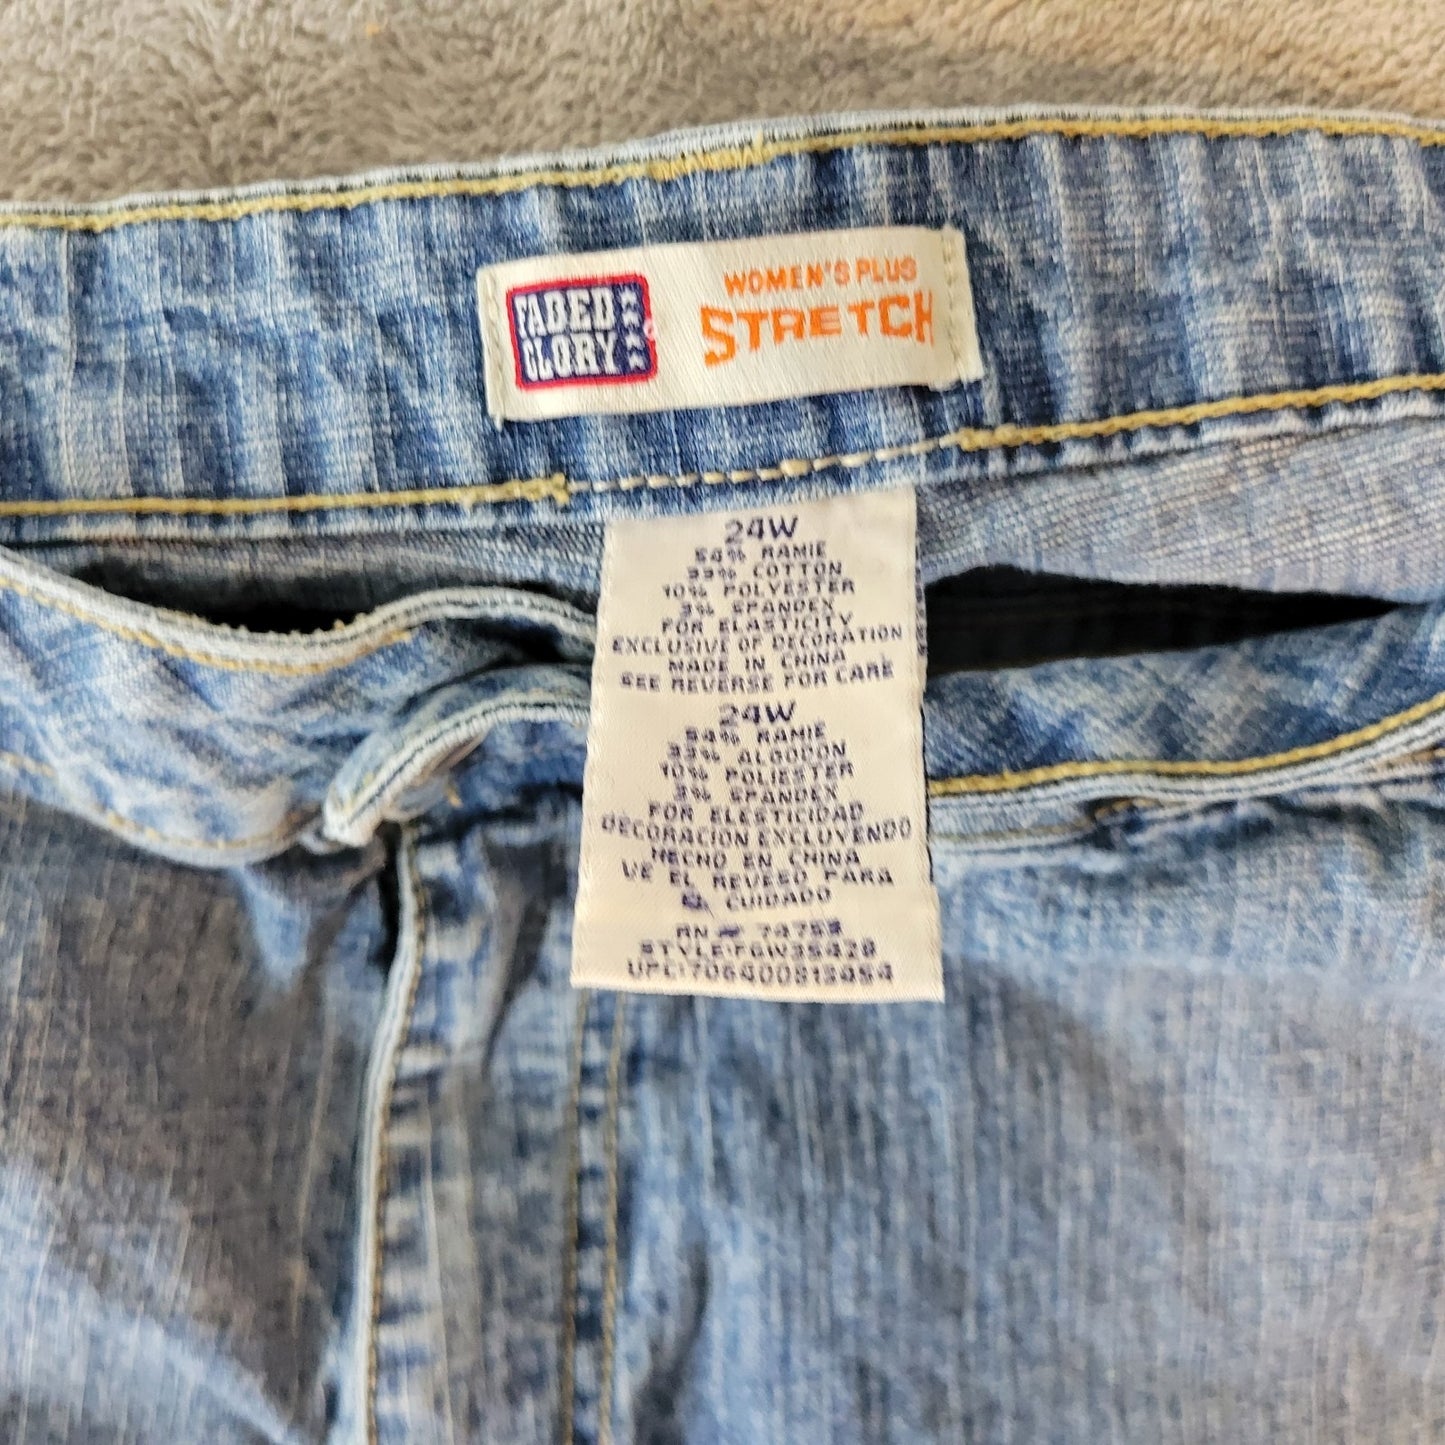 FADED
GLORY
WOMEN'S PLUS
STRETCH
24W
54% RAMIE
33% COTTON
10% POLYESTER
3% SPANDEX
FOR ELASTICITY
EXCLUSIVE OF DECORATION
MADE IN CHINA
SEE REVERSE FOR CARE
24W
54% RAMIE
33% ALGODON
10% POLIESTER
3% SPANDEX
FOR ELESTICIDAD
DECORACION EXCLUYENDO
HECHO EN CHINA
VE EL REVESO PARA
CUIDADO
RN 74753
STYLE:FGW35428
UPC:706400815454